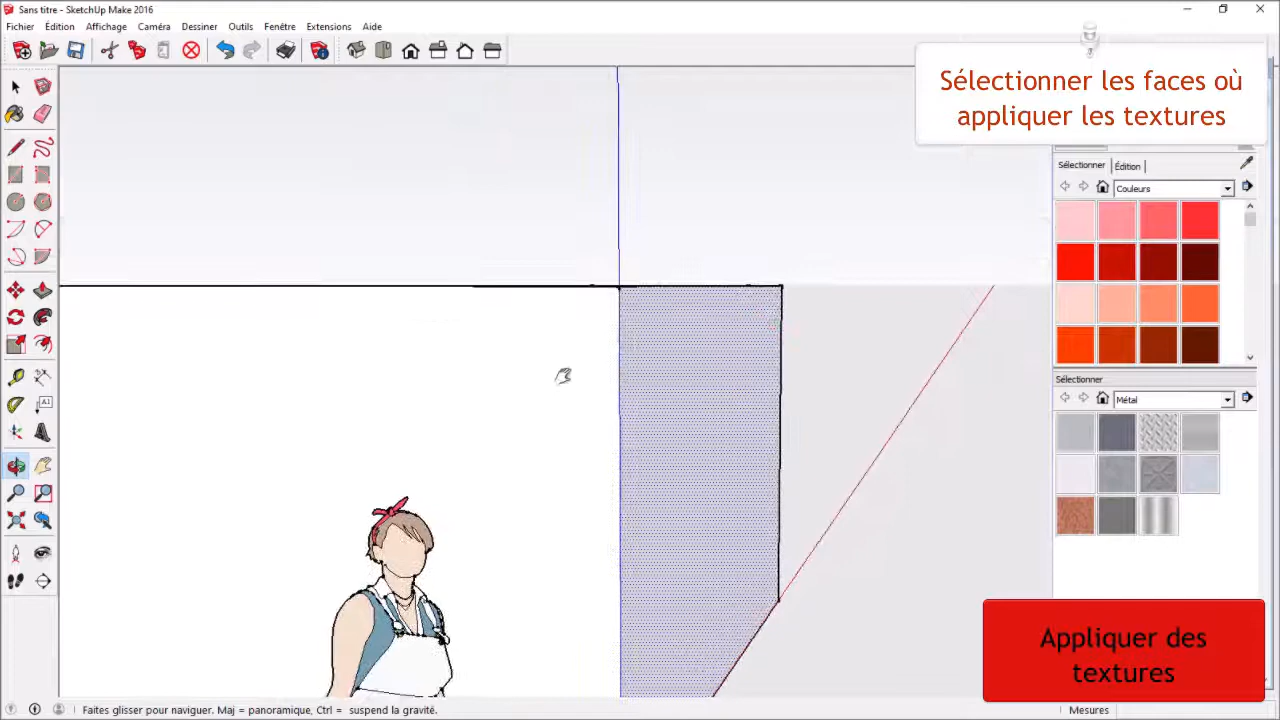 Sans titre - SketchUp Make 2016
Fichier Édition Affichage Caméra Dessiner Outils Fenêtre Extensions Aide
Sélectionner les faces où
appliquer les textures
Sélectionner Édition
Couleurs
Sélectionner
Métal
A1
Appliquer des
textures
Faites glisser pour naviguer. Maj = panoramique, Ctrl = suspend la gravité.
Mesures